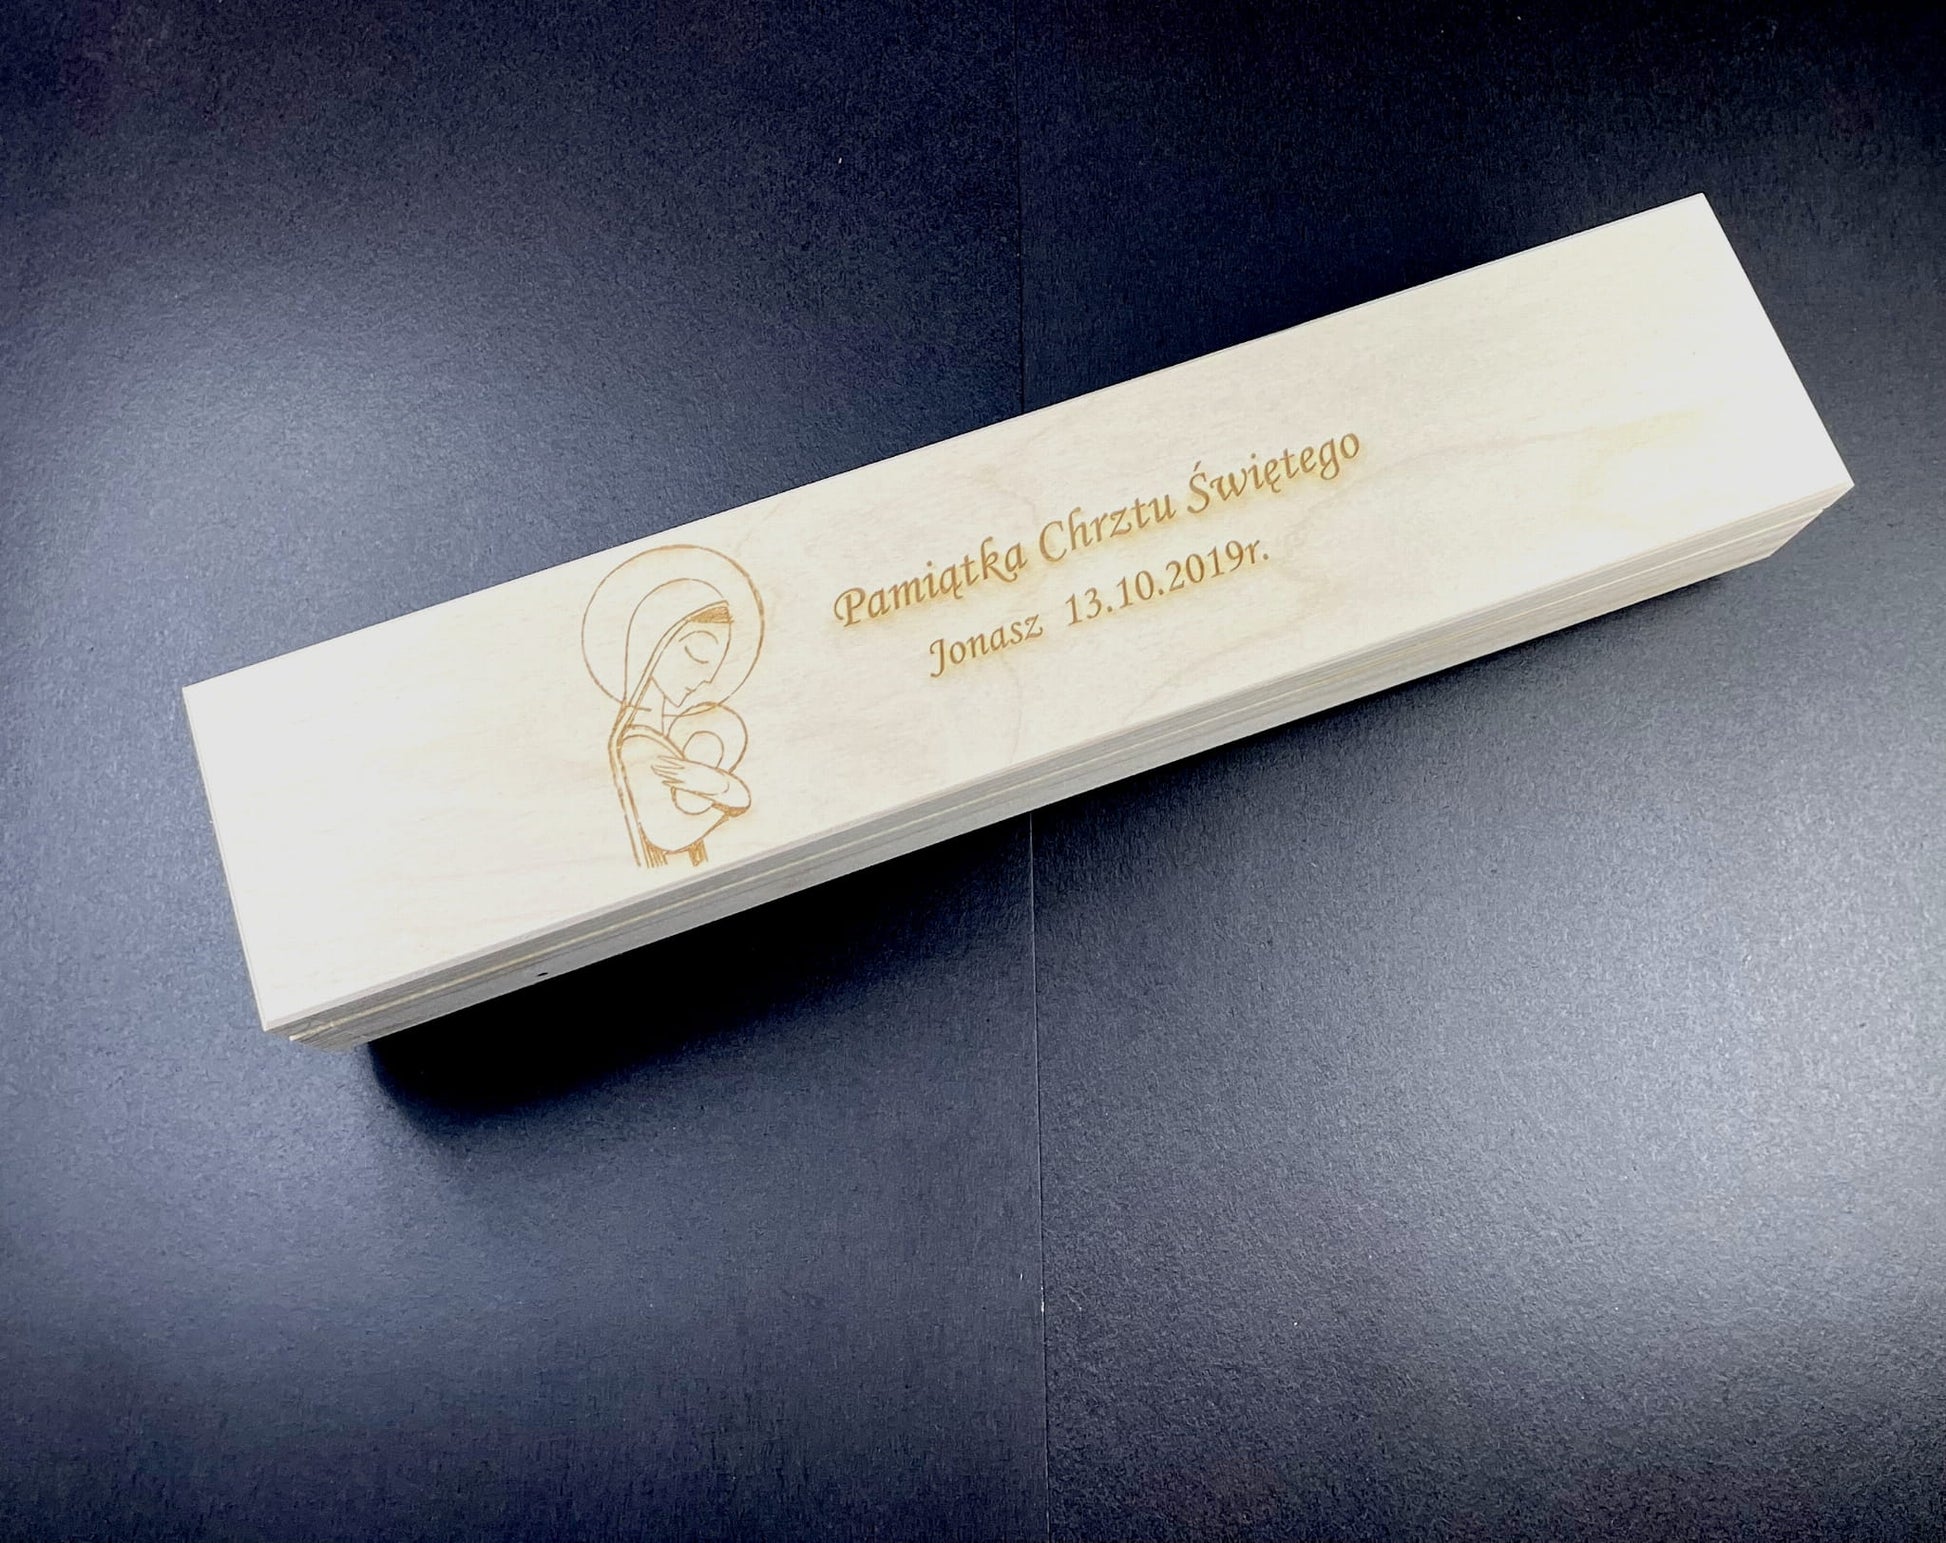 Pamiątka Chrztu Świętego
Jonasz 13.10.2019r.